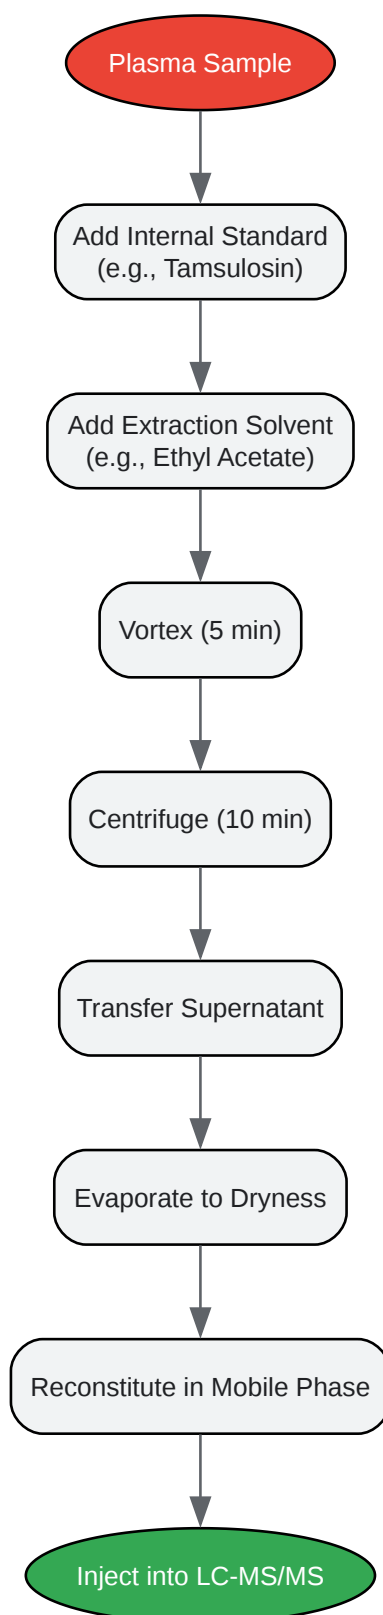 Plasma Sample
Add Internal Standard
(e.g., Tamsulosin)
Add Extraction Solvent
(e.g., Ethyl Acetate)
Vortex (5 min)
Centrifuge (10 min)
Transfer Supernatant
Evaporate to Dryness
Reconstitute in Mobile Phase
Inject into LC-MS/MS